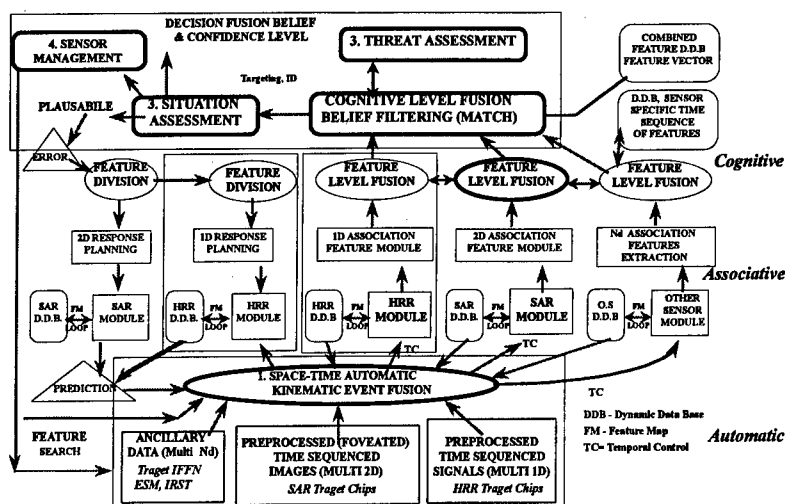 DECISION FUSION BELIEF
& CONFIDENCE LEVEL
4. SENSOR
MANAGEMENT
3. THREAT ASSESSMENT
COMBINED
FEATURE D.D.B
FEATURE VECTOR
Targeting, ID
PLAUSABILE
3. SITUATION
ASSESSMENT
COGNITIVE LEVEL FUSION
BELIEF FILTERING (MATCH)
D.D.B, SENSOR
SPECIFIC TIME
SEQUENCE
OF FEATURES
ERROR
Cognitive
FEATURE
DIVISION
FEATURE
DIVISION
FEATURE
LEVEL FUSION
FEATURE
LEVEL FUSION
FEATURE
LEVEL FUSION
2D RESPONSE
PLANNING
1D RESPONSE
PLANNING
1D ASSOCIATION
FEATURE MODULE
2D ASSOCIATION
FEATURE MODULE
Nd ASSOCIATION
FEATURES
EXTRACTION
Associative
SAR
D.D.B.
FM
LOOP
SAR
MODULE
HRR
D.D.B.
FM
LOOP
HRR
MODULE
HRR
D.D.B
FM
LOOP
HRR
MODULE
SAR
D.D.B.
FM
LOOP
SAR
MODULE
O.S
D.D.B
FM
LOOP
OTHER
SENSOR
MODULE
TC
TC
PREDICTION
1. SPACE-TIME AUTOMATIC
KINEMATIC EVENT FUSION
TC
DDB - Dynamic Data Base
FM - Feature Map
TC= Temporal Control
Automatic
FEATURE
SEARCH
ANCILLARY
DATA (Multi Nd)
Traget IFFN
ESM, IRST
PREPROCESSED (FOVEATED)
TIME SEQUENCED
IMAGES (MULTI 2D)
SAR Traget Chips
PREPROCESSED
TIME SEQUENCED
SIGNALS (MULTI 1D)
HRR Traget Chips